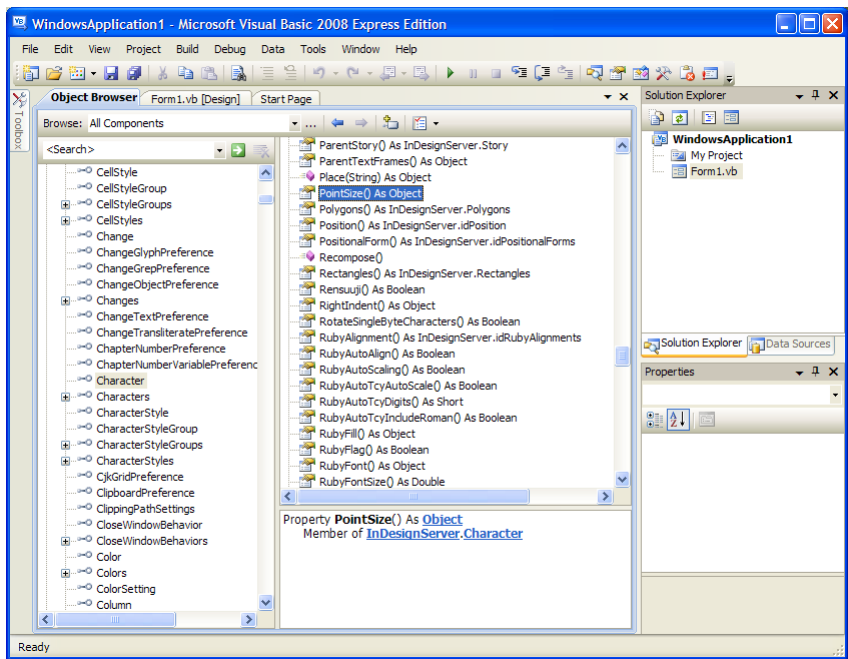 WindowsApplication1 - Microsoft Visual Basic 2008 Express Edition
File Edit View Project Build Debug Data Tools Window Help
Toolbox
Object Browser Form1.vb [Design] Start Page
Browse: All Components
...
<Search>
CellStyle
CellStyleGroup
CellStyleGroups
CellStyles
Change
ChangeGlyphPreference
ChangeGrepPreference
ChangeObjectPreference
Changes
ChangeTextPreference
ChangeTransliteratePreference
ChapterNumberPreference
ChapterNumberVariablePreferenc
Character
Characters
CharacterStyle
CharacterStyleGroup
CharacterStyleGroups
CharacterStyles
CjkGridPreference
ClipboardPreference
ClippingPathSettings
CloseWindowBehavior
CloseWindowBehaviors
Color
Colors
ColorSetting
Column
ParentStory() As InDesignServer.Story
ParentTextFrames() As Object
Place(String) As Object
PointSize() As Object
Polygons() As InDesignServer.Polygons
Position() As InDesignServer.idPosition
PositionalForm() As InDesignServer.idPositionalForms
Recompose()
Rectangles() As InDesignServer.Rectangles
Rensuuji() As Boolean
RightIndent() As Object
RotateSingleByteCharacters() As Boolean
RubyAlignment() As InDesignServer.idRubyAlignments
RubyAutoAlign() As Boolean
RubyAutoScaling() As Boolean
RubyAutoTcyAutoScale() As Boolean
RubyAutoTcyDigits() As Short
RubyAutoTcyIncludeRoman() As Boolean
RubyFill() As Object
RubyFlag() As Boolean
RubyFont() As Object
RubyFontSize() As Double
Property PointSize() As Object
Member of InDesignServer.Character
Solution Explorer
WindowsApplication1
My Project
Form1.vb
Solution Explorer Data Sources
Properties
Ready